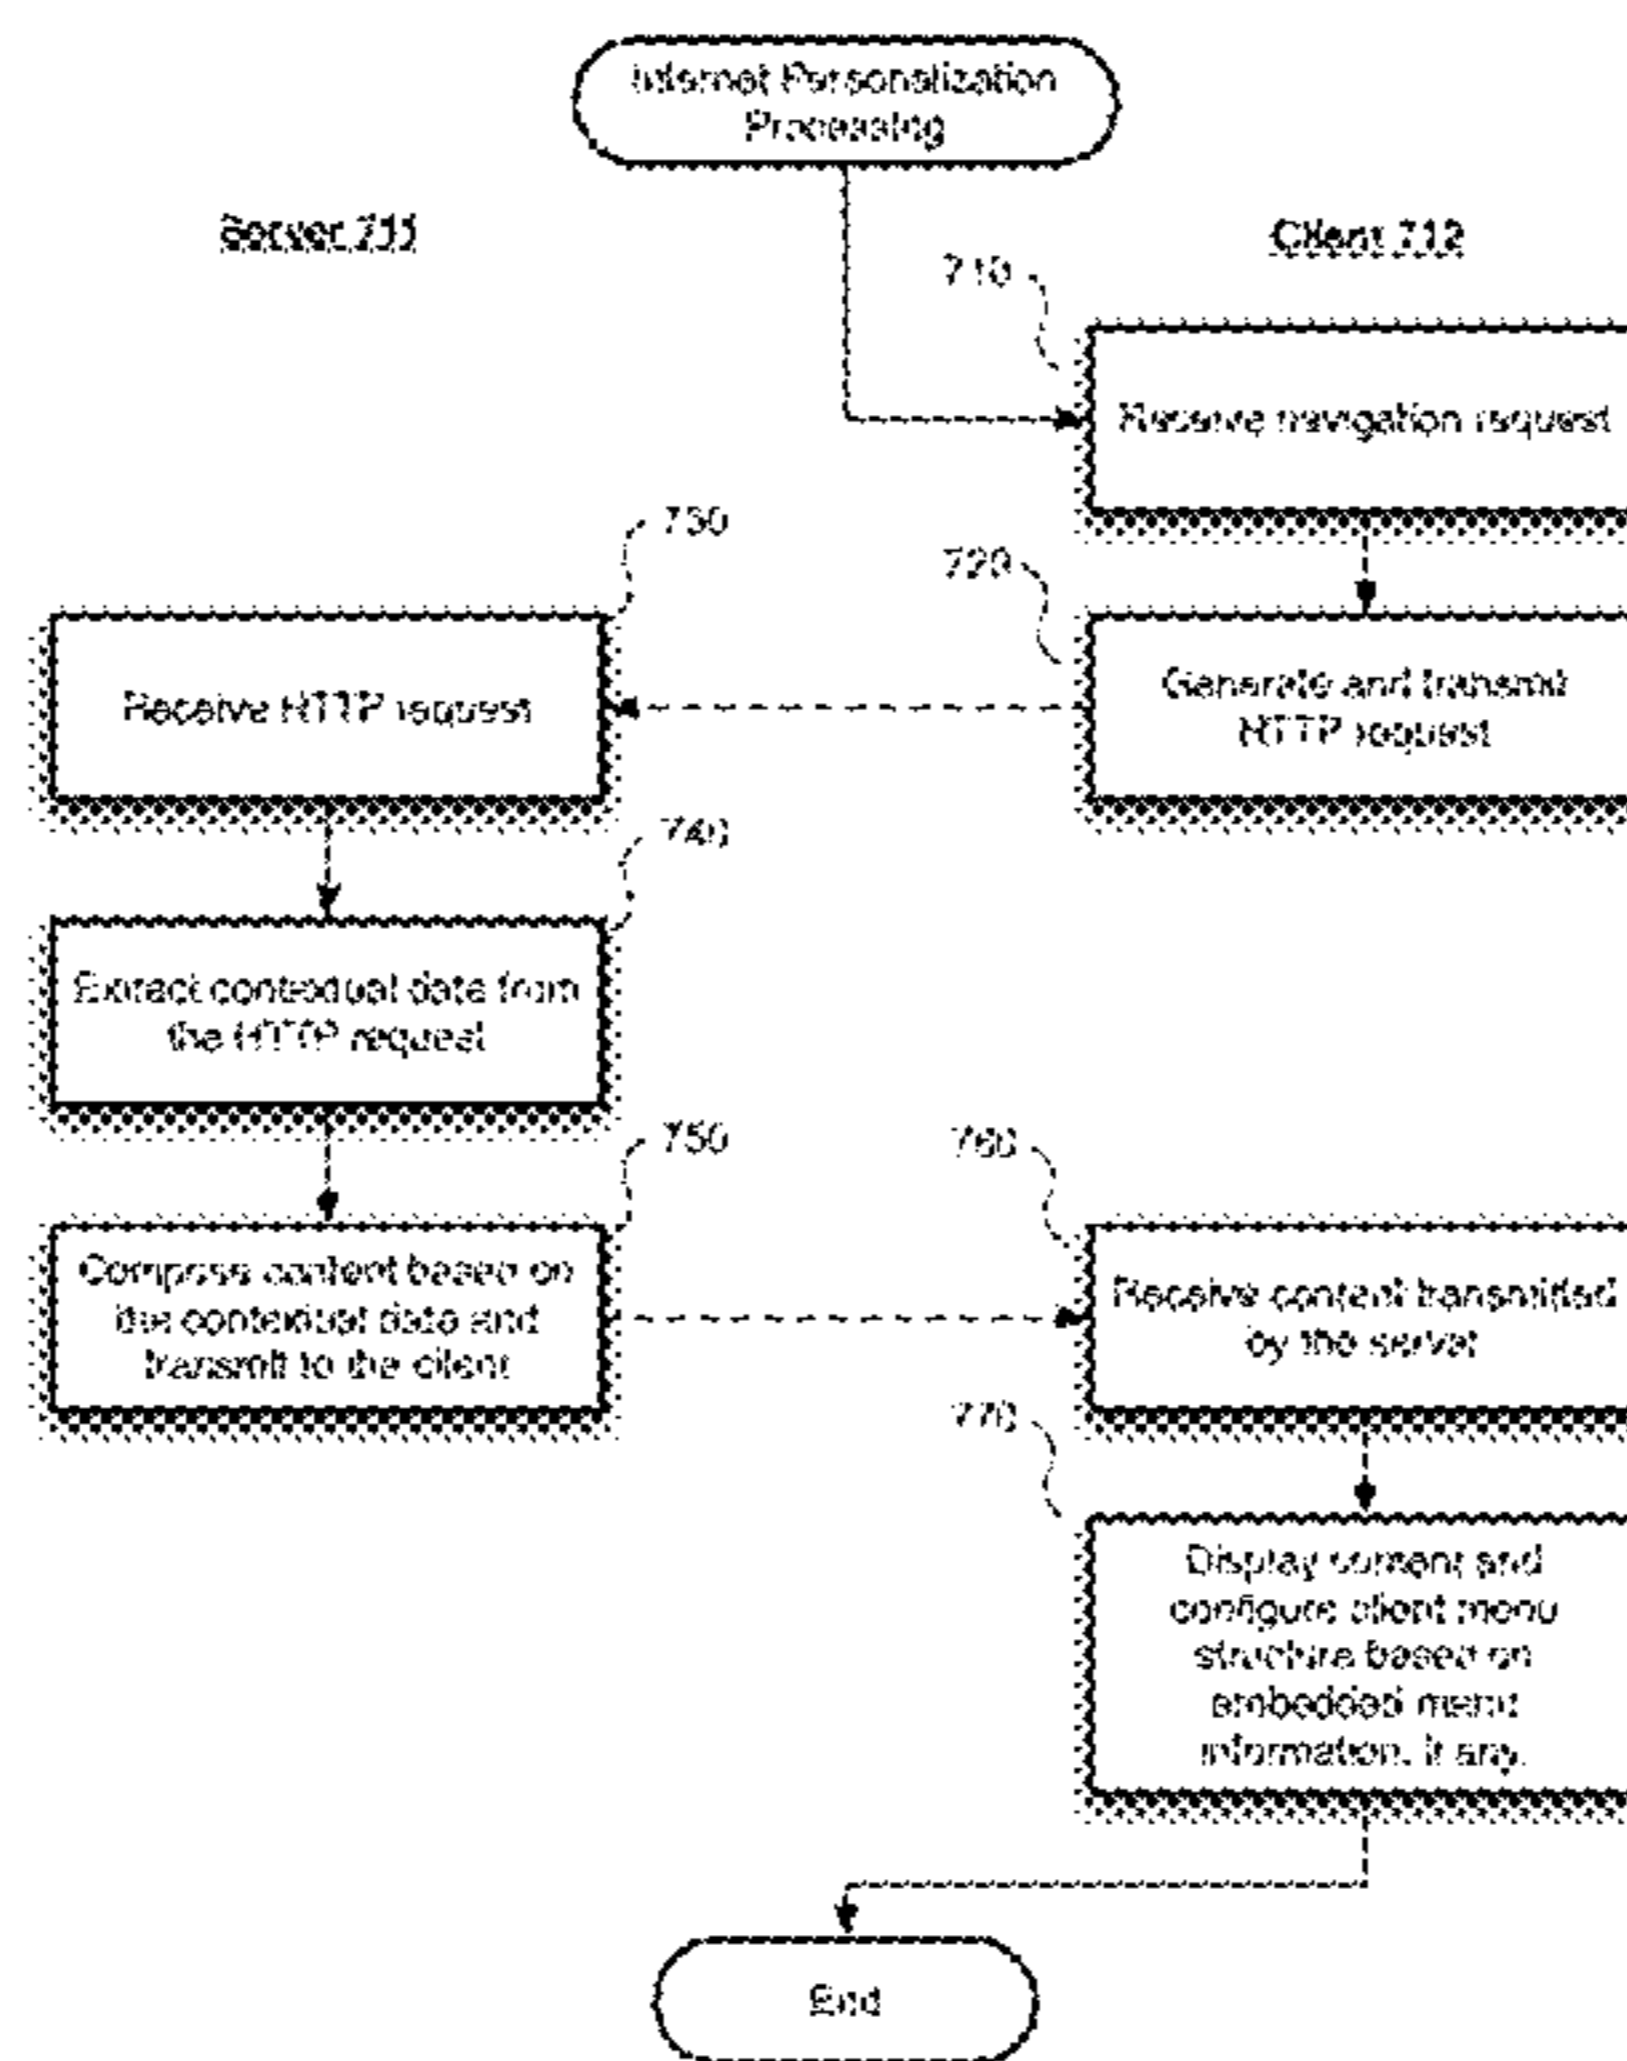 Internet Personalization
Processing
Server 711
Client 712
710
Receive navigation request
730
720
Receive HTTP request
Generate and transmit
HTTP request
740
Extract contextual data from
the HTTP request
750
760
Compose content based on
the contextual data and
transmit to the client
Receive content transmitted
by the server
770
Display content and
configure client menu
structure based on
embedded menu
information, if any.
End